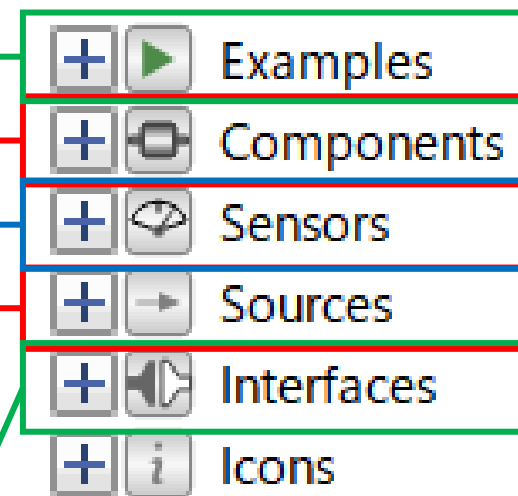 Examples
Components
Sensors
Sources
Interfaces
Icons